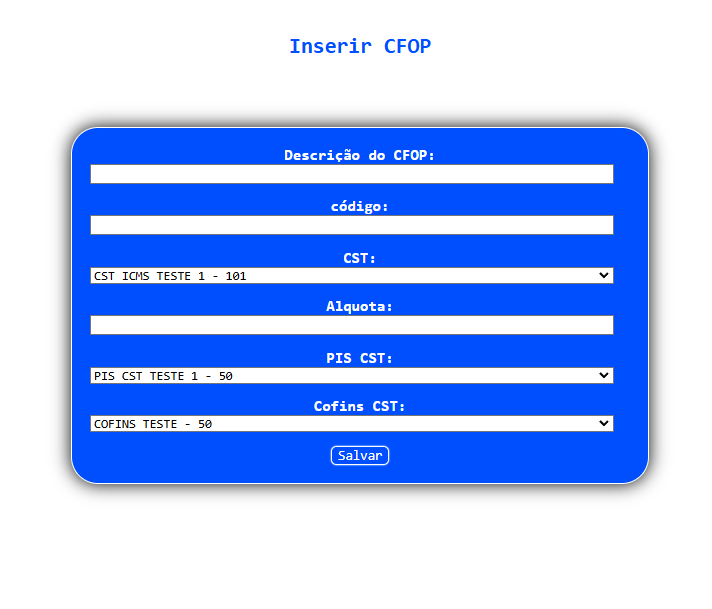 Inserir CFOP
Descrição do CFOP:
código:
CST:
CST ICMS TESTE 1 - 101
Alquota:
PIS CST:
PIS CST TESTE 1 - 50
Cofins CST:
COFINS TESTE - 50
Salvar